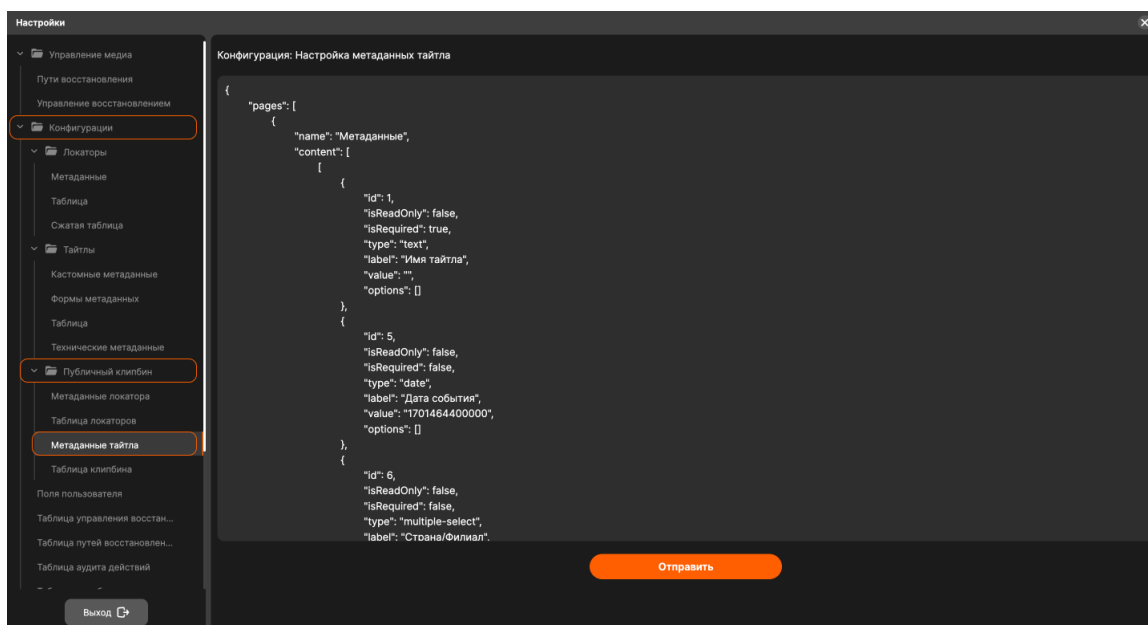 Настройки
Управление медиа
Пути восстановления
Управление восстановлением
Конфигурации
Локаторы
Метаданные
Таблица
Сжатая таблица
Тайтлы
Кастомные метаданные
Формы метаданных
Таблица
Технические метаданные
Публичный клипбин
Метаданные локатора
Таблица локаторов
Метаданные тайтла
Таблица клипбина
Поля пользователя
Таблица управления восстан...
Таблица путей восстановлен...
Таблица аудита действий
Выход
Конфигурация: Настройка метаданных тайтла
{
"pages": [
{
"name": "Метаданные",
"content": [
[
{
"id": 1,
"isReadOnly": false,
"isRequired": true,
"type": "text",
"label": "Имя тайтла",
"value": "",
"options": []
},
{
"id": 5,
"isReadOnly": false,
"isRequired": false,
"type": "date",
"label": "Дата события",
"value": "1701464400000",
"options": []
},
{
"id": 6,
"isReadOnly": false,
"isRequired": false,
"type": "multiple-select",
"label": "Страна/Филиал",
Отправить